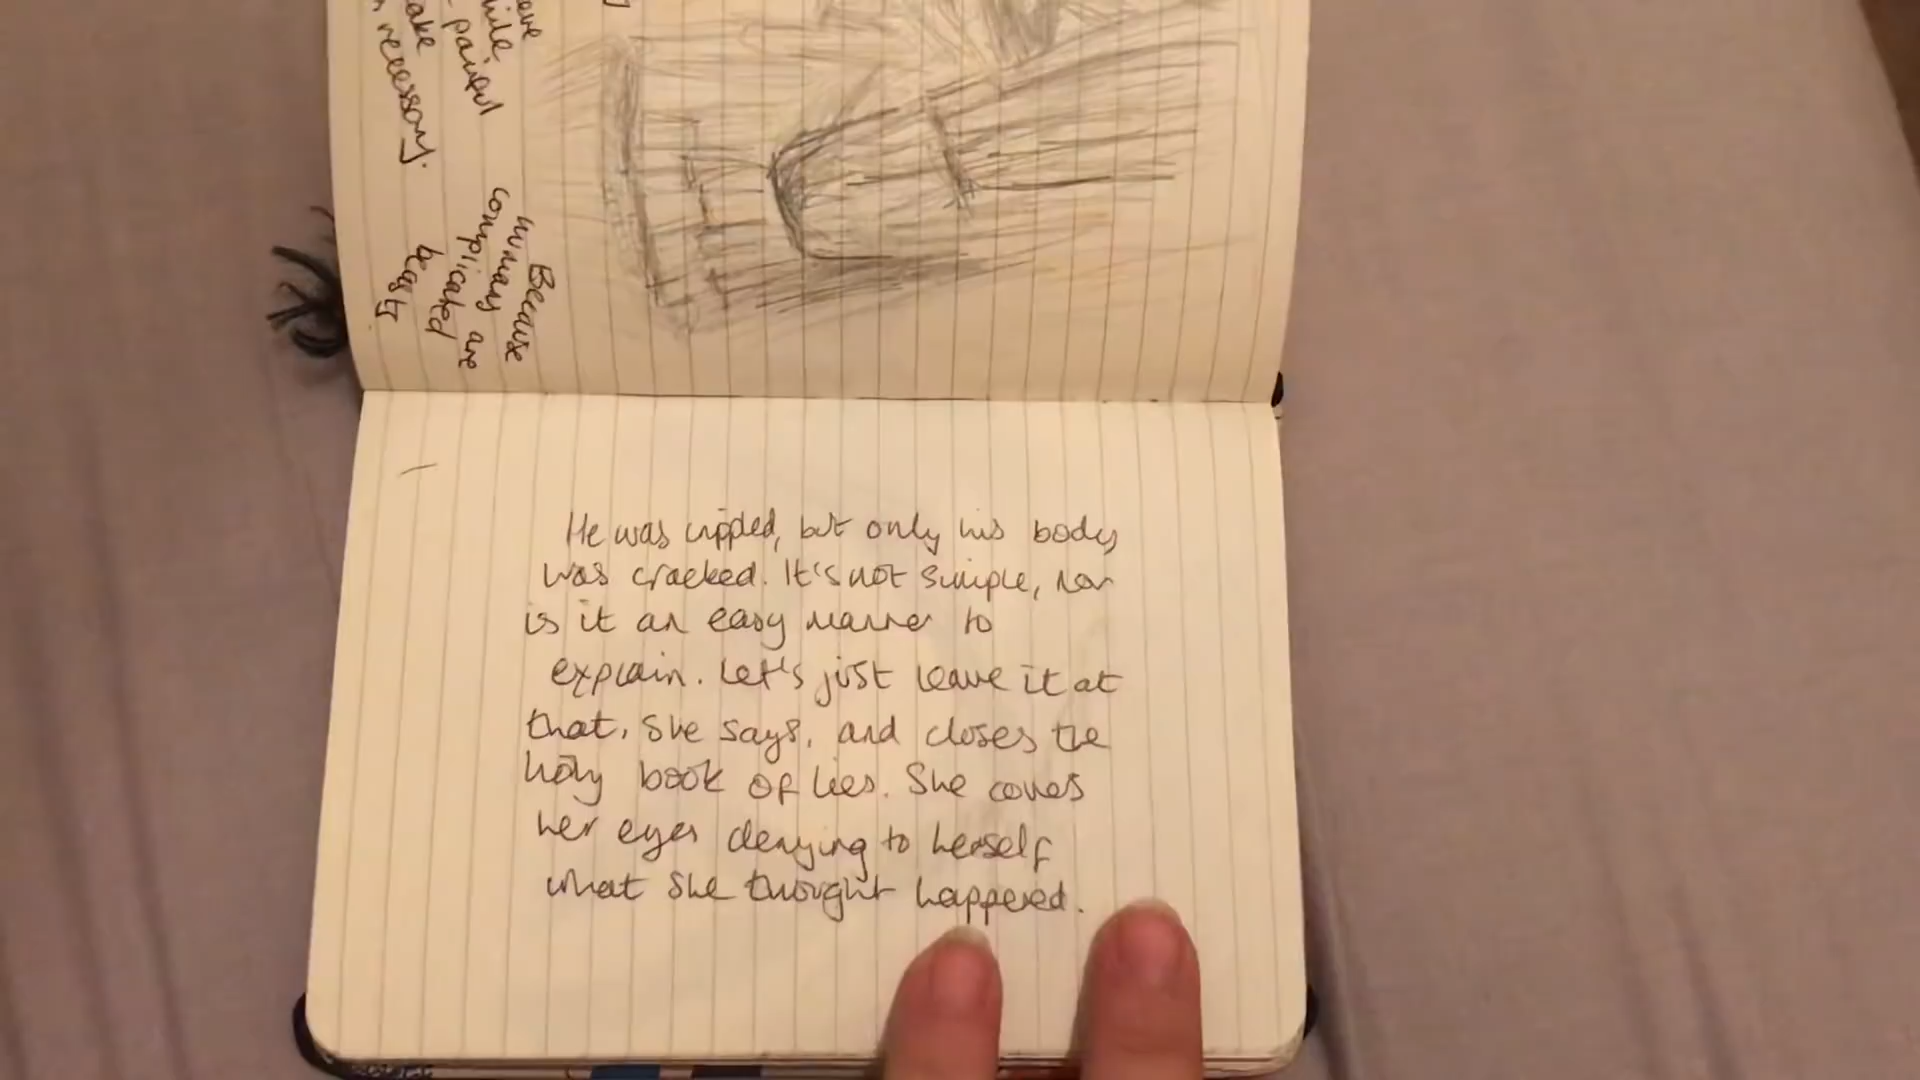 painful
necessary.
Because
humans are
complicated
beasts
He was crippled, but only his body
was cracked. It's not simple, nor
is it an easy manner to
explain. Let's just leave it at
that, she says, and closes the
holy book of lies. She covers
her eyes denying to herself
what she thought happened.